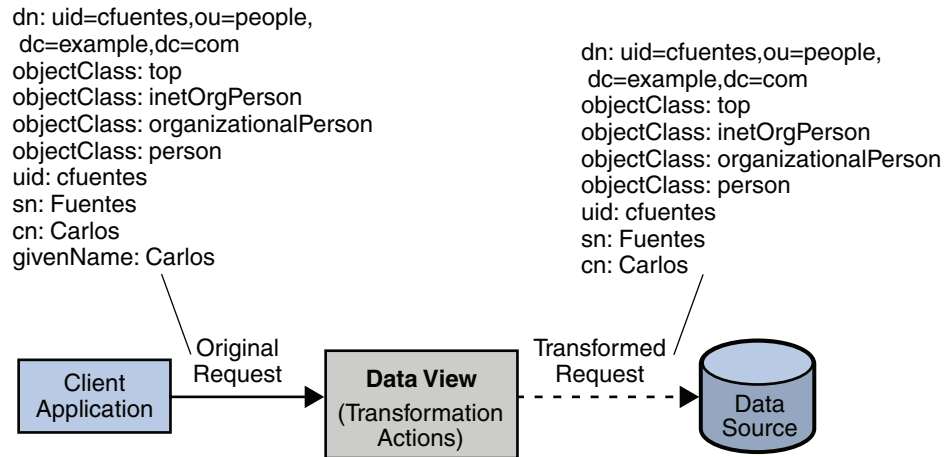 dn: uid=cfuentes,ou=people,
dc=example,dc=com
objectClass: top
objectClass: inetOrgPerson
objectClass: organizationalPerson
objectClass: person
uid: cfuentes
sn: Fuentes
cn: Carlos
givenName: Carlos
dn: uid=cfuentes,ou=people,
dc=example,dc=com
objectClass: top
objectClass: inetOrgPerson
objectClass: organizationalPerson
objectClass: person
uid: cfuentes
sn: Fuentes
cn: Carlos
Client
Application
Original
Request
Data View
(Transformation
Actions)
Transformed
Request
Data
Source